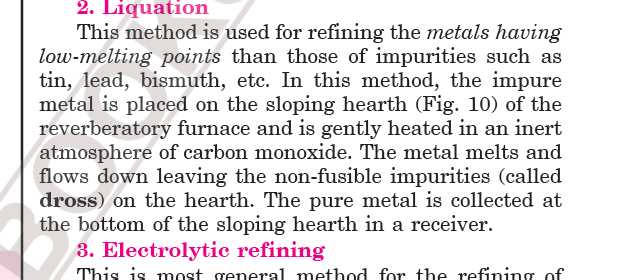 2. Liquation
This method is used for refining the metals having
low-melting points than those of impurities such as
tin, lead, bismuth, etc. In this method, the impure
metal is placed on the sloping hearth (Fig. 10) of the
reverberatory furnace and is gently heated in an inert
atmosphere of carbon monoxide. The metal melts and
flows down leaving the non-fusible impurities (called
dross) on the hearth. The pure metal is collected at
the bottom of the sloping hearth in a receiver.
3. Electrolytic refining
This is most general method for the refining of